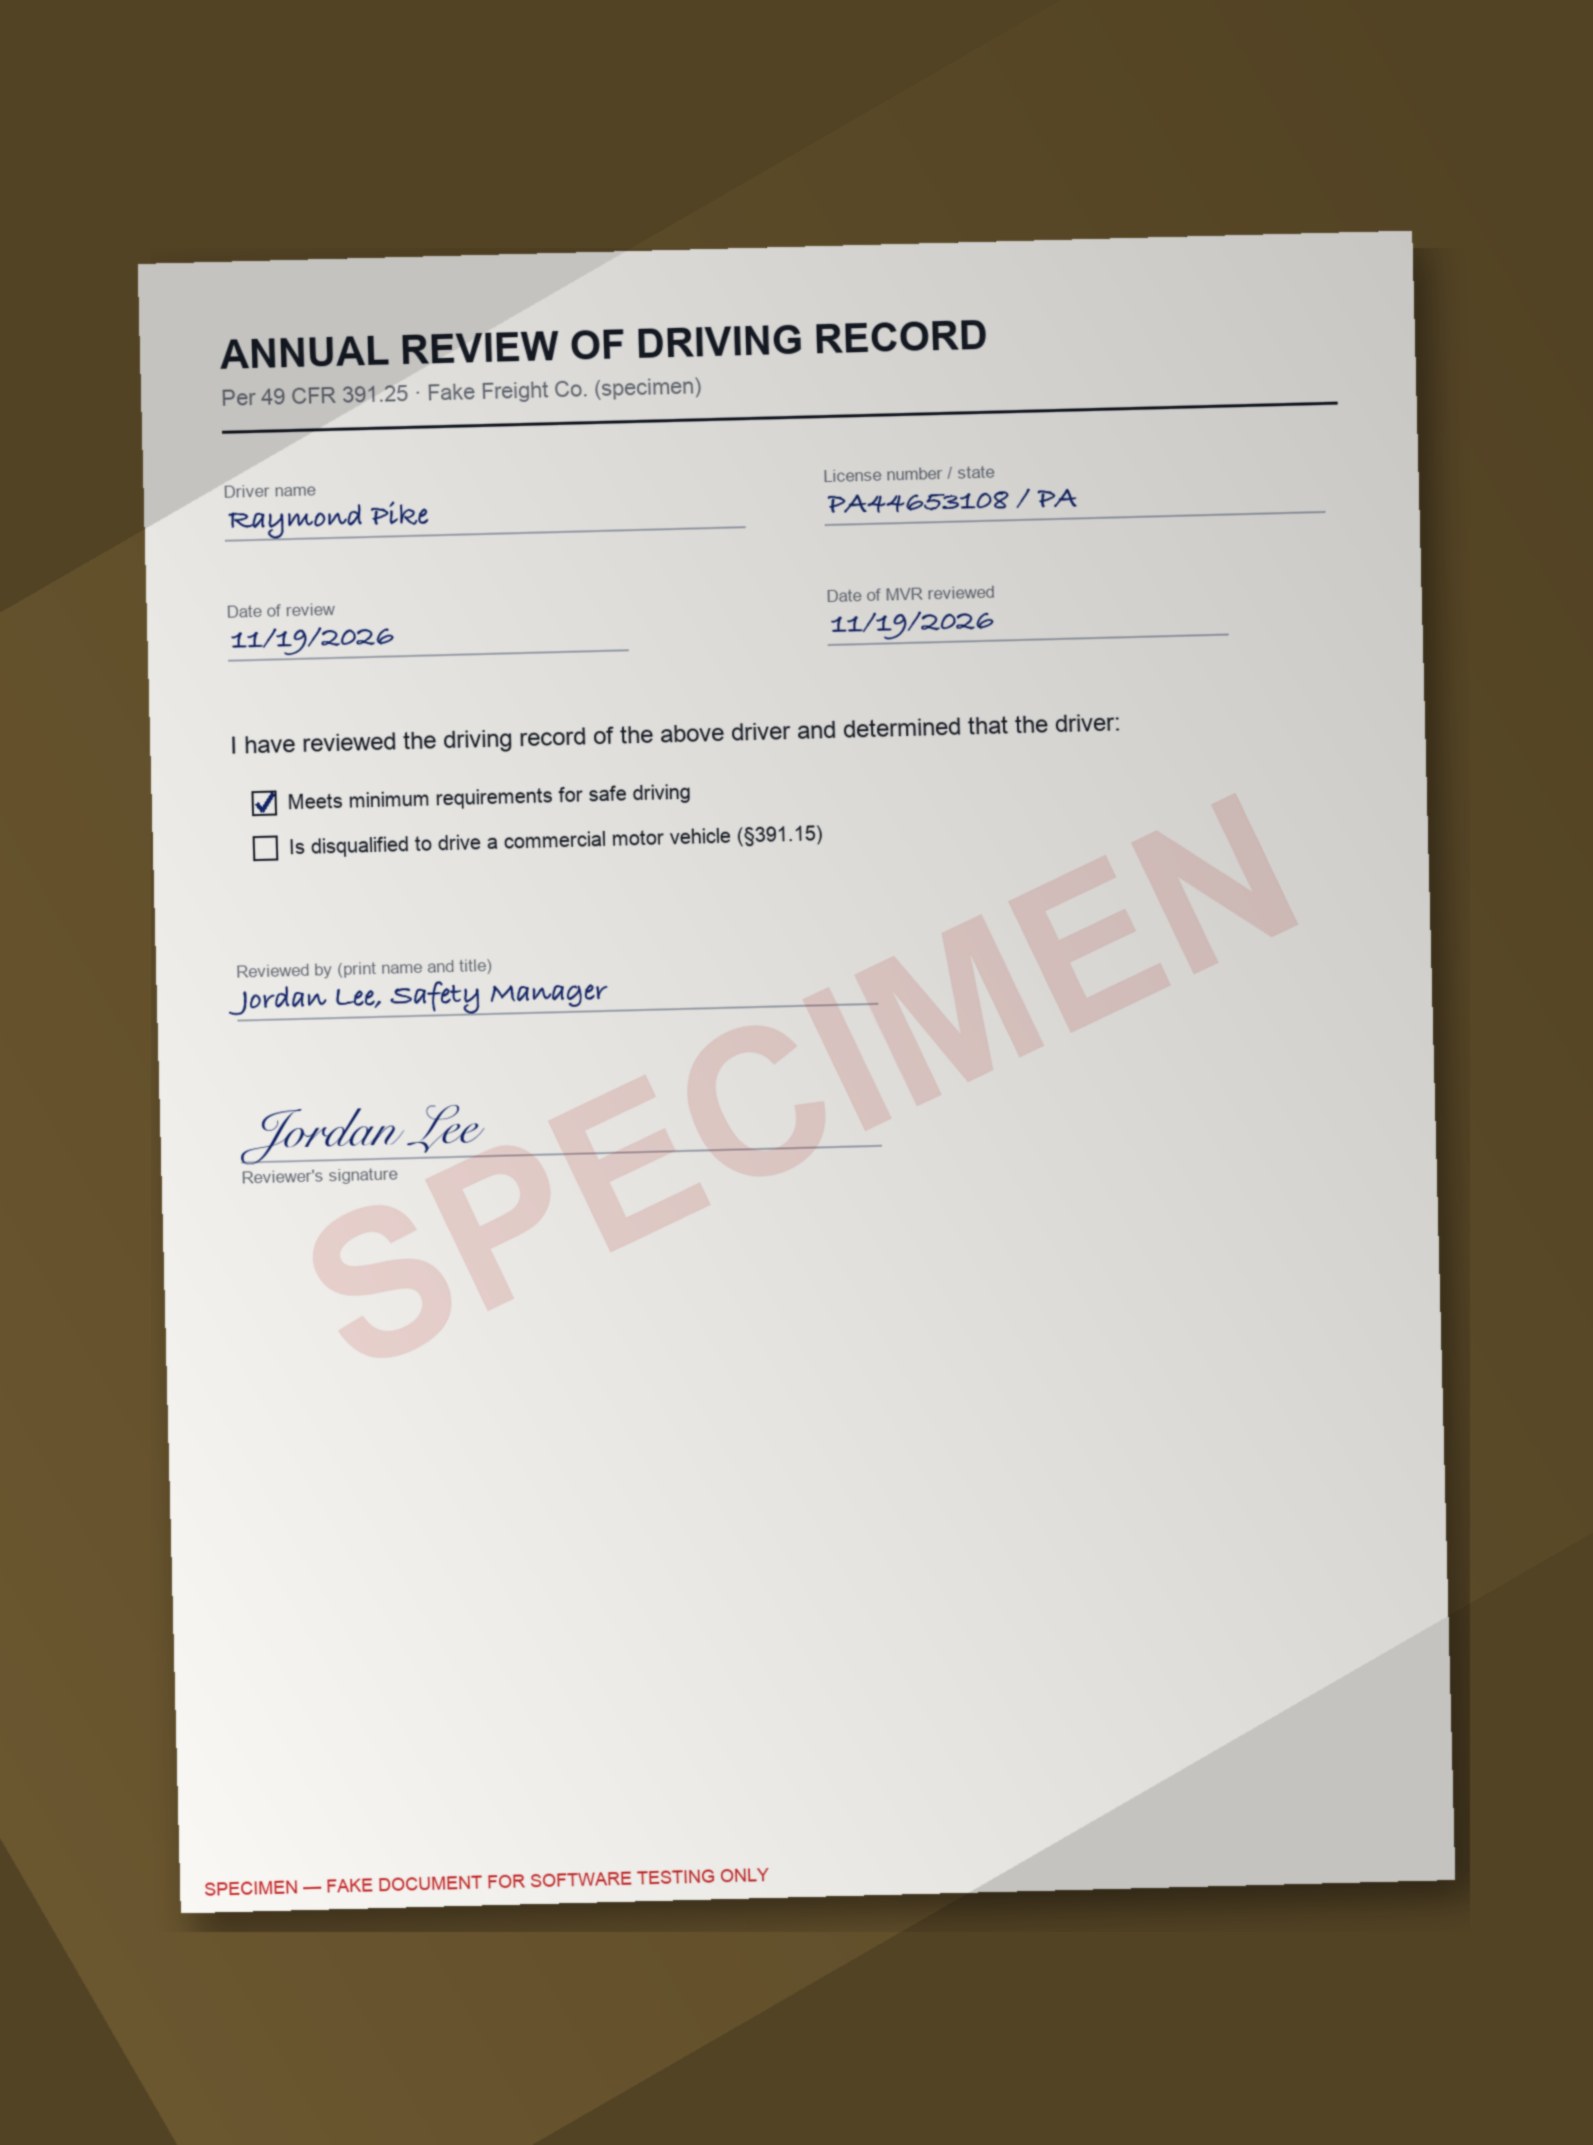 ANNUAL REVIEW OF DRIVING RECORD
Per 49 CFR 391.25 · Fake Freight Co. (specimen)
Driver name
Raymond Pike
License number / state
PA44653108 / PA
Date of review
11/19/2026
Date of MVR reviewed
11/19/2026
I have reviewed the driving record of the above driver and determined that the driver:
Meets minimum requirements for safe driving
Is disqualified to drive a commercial motor vehicle (§391.15)
Reviewed by (print name and title)
Jordan Lee, Safety Manager
Jordan Lee
Reviewer's signature
SPECIMEN
SPECIMEN — FAKE DOCUMENT FOR SOFTWARE TESTING ONLY